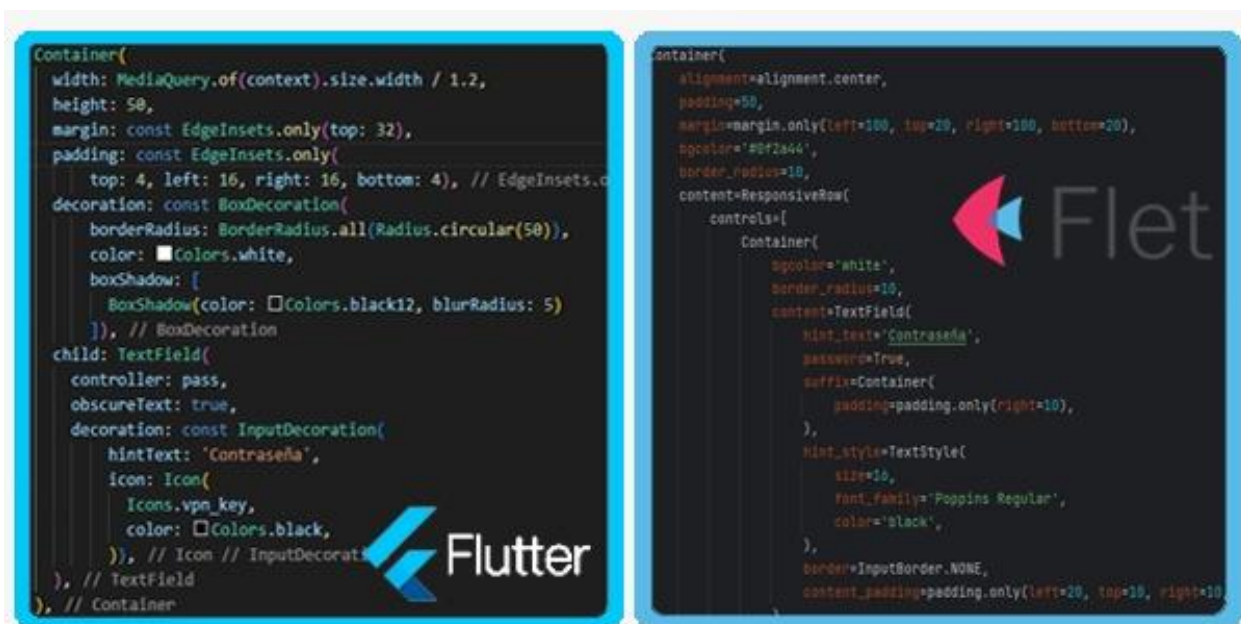 Container(
width: MediaQuery.of(context).size.width / 1.2,
height: 50,
margin: const EdgeInsets.only(top: 32),
padding: const EdgeInsets.only(
top: 4, left: 16, right: 16, bottom: 4), // EdgeInsets.o
decoration: const BoxDecoration(
borderRadius: BorderRadius.all(Radius.circular(50)),
color: Colors.white,
boxShadow: [
BoxShadow(color: Colors.black12, blurRadius: 5)
]), // BoxDecoration
child: TextField(
controller: pass,
obscureText: true,
decoration: const InputDecoration(
hintText: 'Contraseña',
icon: Icon(
Icons.vpn_key,
color: Colors.black,
)), // Icon // InputDecorati
), // TextField
), // Container
Flutter
ontainer(
alignment=alignment.center,
padding=50,
margin=margin.only(left=100, top=20, right=100, bottom=20),
bgcolor='#0f2a44',
border_radius=10,
content=ResponsiveRow(
controls=[
Container(
bgcolor='white',
border_radius=10,
content=TextField(
hint_text='Contraseña',
password=True,
suffix=Container(
padding=padding.only(right=10),
),
hint_style=TextStyle(
size=16,
font_family='Poppins Regular',
color='black',
),
border=InputBorder.NONE,
content_padding=padding.only(left=20, top=10, right=10,
)
Flet